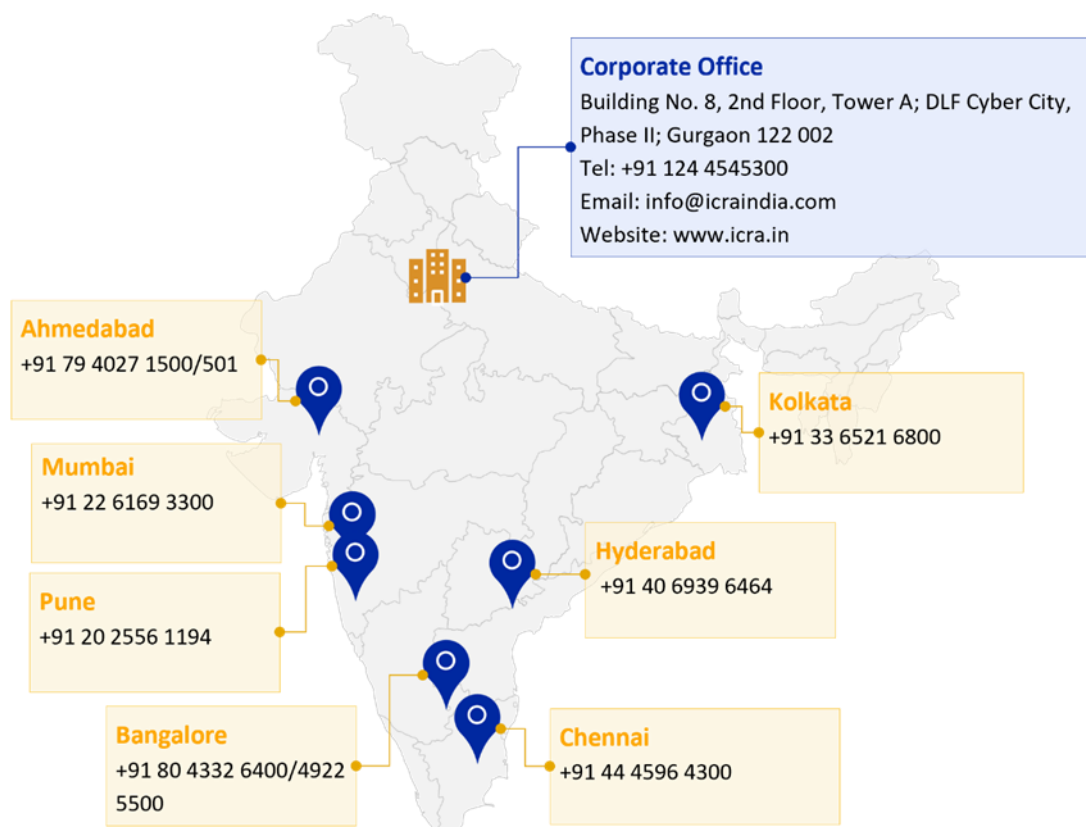 Corporate Office
Building No. 8, 2nd Floor, Tower A; DLF Cyber City,
Phase II; Gurgaon 122 002
Tel: +91 124 4545300
Email: info@icraindia.com
Website: www.icra.in
Ahmedabad
+91 79 4027 1500/501
Kolkata
+91 33 6521 6800
Mumbai
+91 22 6169 3300
Hyderabad
+91 40 6939 6464
Pune
+91 20 2556 1194
Bangalore
+91 80 4332 6400/4922
5500
Chennai
+91 44 4596 4300